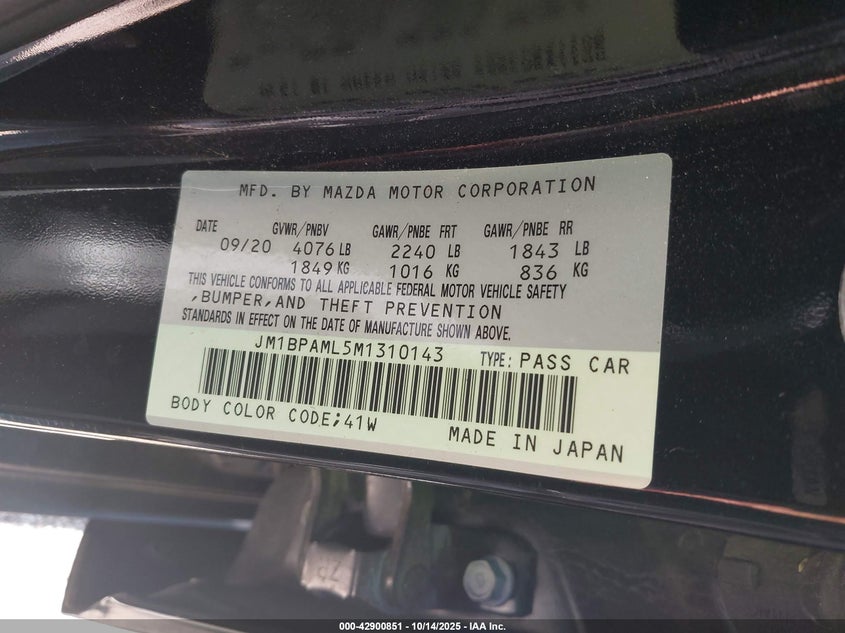 MFD. BY MAZDA MOTOR CORPORATION
DATE GVWR/PNBV GAWR/PNBE FRT GAWR/PNBE RR
09/20 4076 LB 2240 LB 1843 LB
1849 KG 1016 KG 836 KG
THIS VEHICLE CONFORMS TO ALL APPLICABLE FEDERAL MOTOR VEHICLE SAFETY
,BUMPER,AND THEFT PREVENTION
STANDARDS IN EFFECT ON THE DATE OF MANUFACTURE SHOWN ABOVE.
JM1BPAML5M1310143 TYPE: PASS CAR
BODY COLOR CODE;41W
MADE IN JAPAN
000-42900851 - 10/14/2025 - IAA Inc.